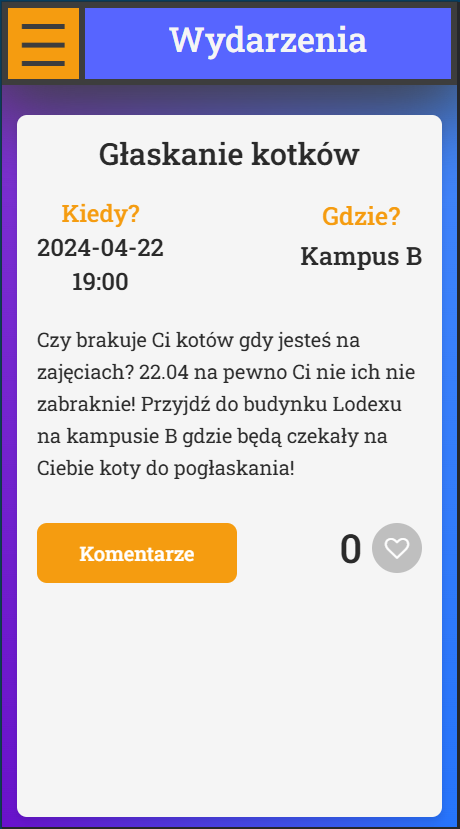 Wydarzenia
Głaskanie kotków
Kiedy?
2024-04-22
19:00
Gdzie?
Kampus B
Czy brakuje Ci kotów gdy jesteś na
zajęciach? 22.04 na pewno Ci nie ich nie
zabraknie! Przyjdź do budynku Lodexu
na kampusie B gdzie będą czekały na
Ciebie koty do pogłaskania!
Komentarze
0